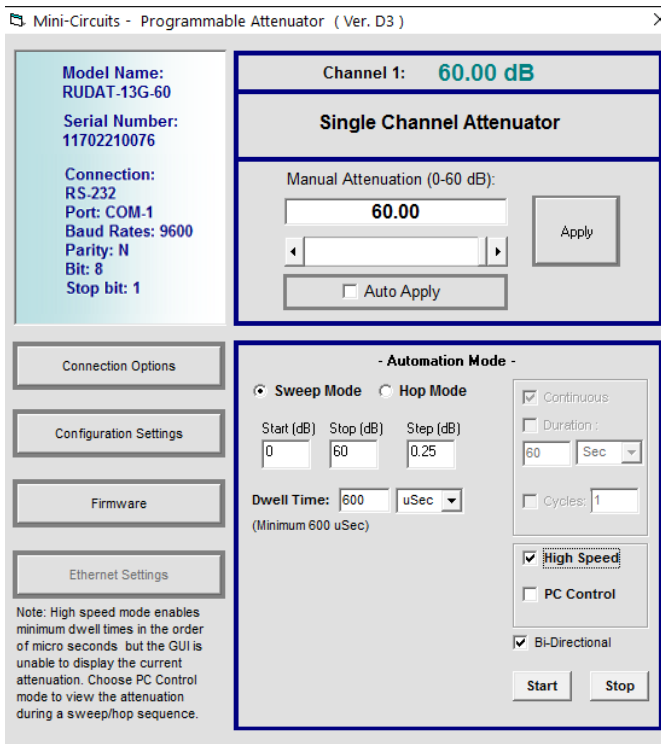 Mini-Circuits - Programmable Attenuator ( Ver. D3 )
Model Name:
RUDAT-13G-60
Serial Number:
11702210076
Connection:
RS-232
Port: COM-1
Baud Rates: 9600
Parity: N
Bit: 8
Stop bit: 1
Channel 1: 60.00 dB
Single Channel Attenuator
Manual Attenuation (0-60 dB):
60.00
Apply
Auto Apply
Connection Options
Configuration Settings
Firmware
Ethernet Settings
Note: High speed mode enables
minimum dwell times in the order
of micro seconds but the GUI is
unable to display the current
attenuation. Choose PC Control
mode to view the attenuation
during a sweep/hop sequence.
- Automation Mode -
Sweep Mode Hop Mode
Start (dB) Stop (dB) Step (dB)
0 60 0.25
Dwell Time: 600 uSec
(Minimum 600 uSec)
Continuous
Duration :
60 Sec
Cycles: 1
High Speed
PC Control
Bi-Directional
Start Stop